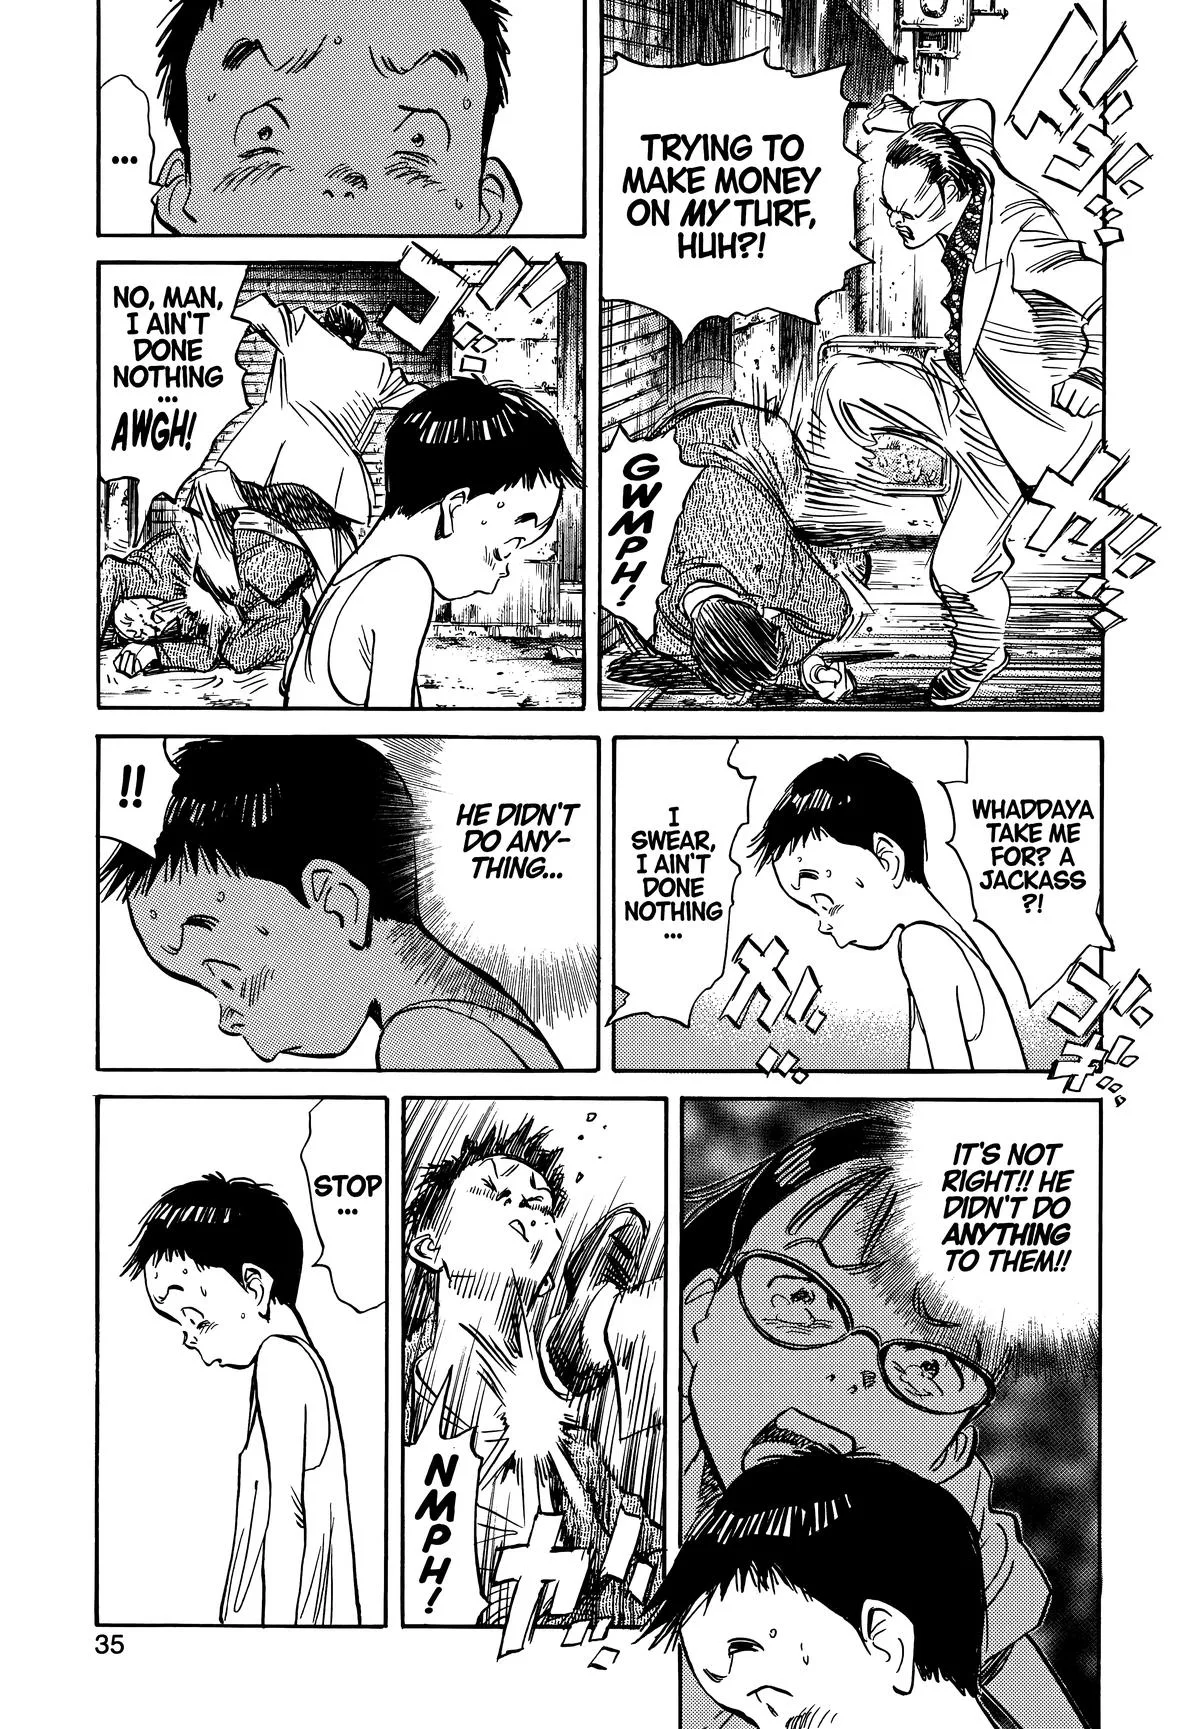 TRYING TO
MAKE MONEY
ON MY TURF,
HUH?!
GWMPH!
...
NO, MAN,
I AIN'T
DONE
NOTHING
...
AWGH!
WHADDAYA
TAKE ME
FOR? A
JACKASS
?!
I
SWEAR,
I AIN'T
DONE
NOTHING
...
HE DIDN'T
DO ANY-
THING...
!!
IT'S NOT
RIGHT!! HE
DIDN'T DO
ANYTHING
TO THEM!!
NMPH!
STOP
...
35